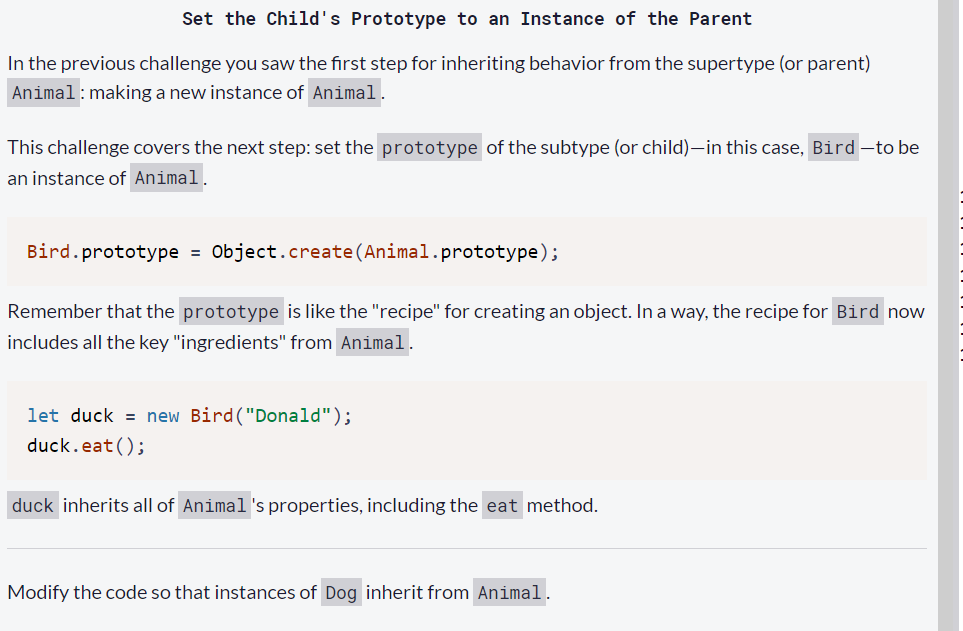 Set the Child's Prototype to an Instance of the Parent
In the previous challenge you saw the first step for inheriting behavior from the supertype (or parent)
Animal: making a new instance of Animal.
This challenge covers the next step: set the prototype of the subtype (or child)—in this case, Bird—to be
an instance of Animal.
Bird.prototype = Object.create(Animal.prototype);
Remember that the prototype is like the "recipe" for creating an object. In a way, the recipe for Bird now
includes all the key "ingredients" from Animal.
let duck = new Bird("Donald");
duck.eat();
duck inherits all of Animal's properties, including the eat method.
Modify the code so that instances of Dog inherit from Animal.